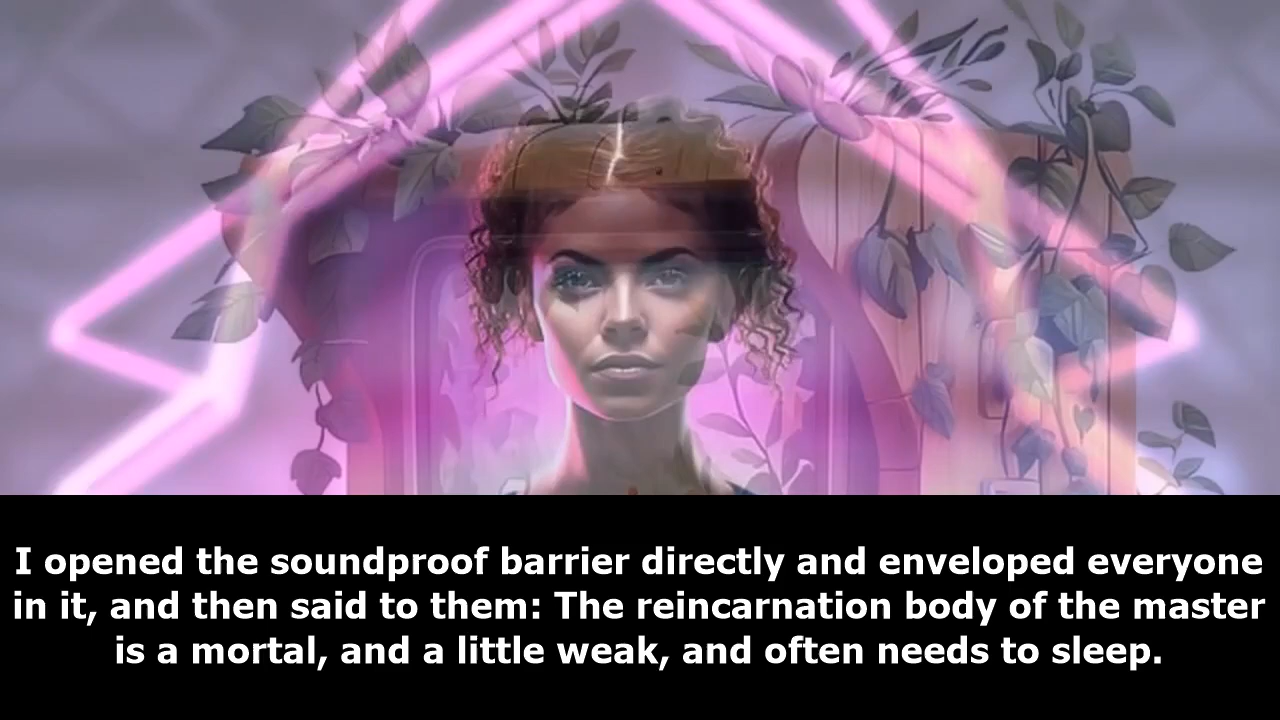 I opened the soundproof barrier directly and enveloped everyone
in it, and then said to them: The reincarnation body of the master
is a mortal, and a little weak, and often needs to sleep.